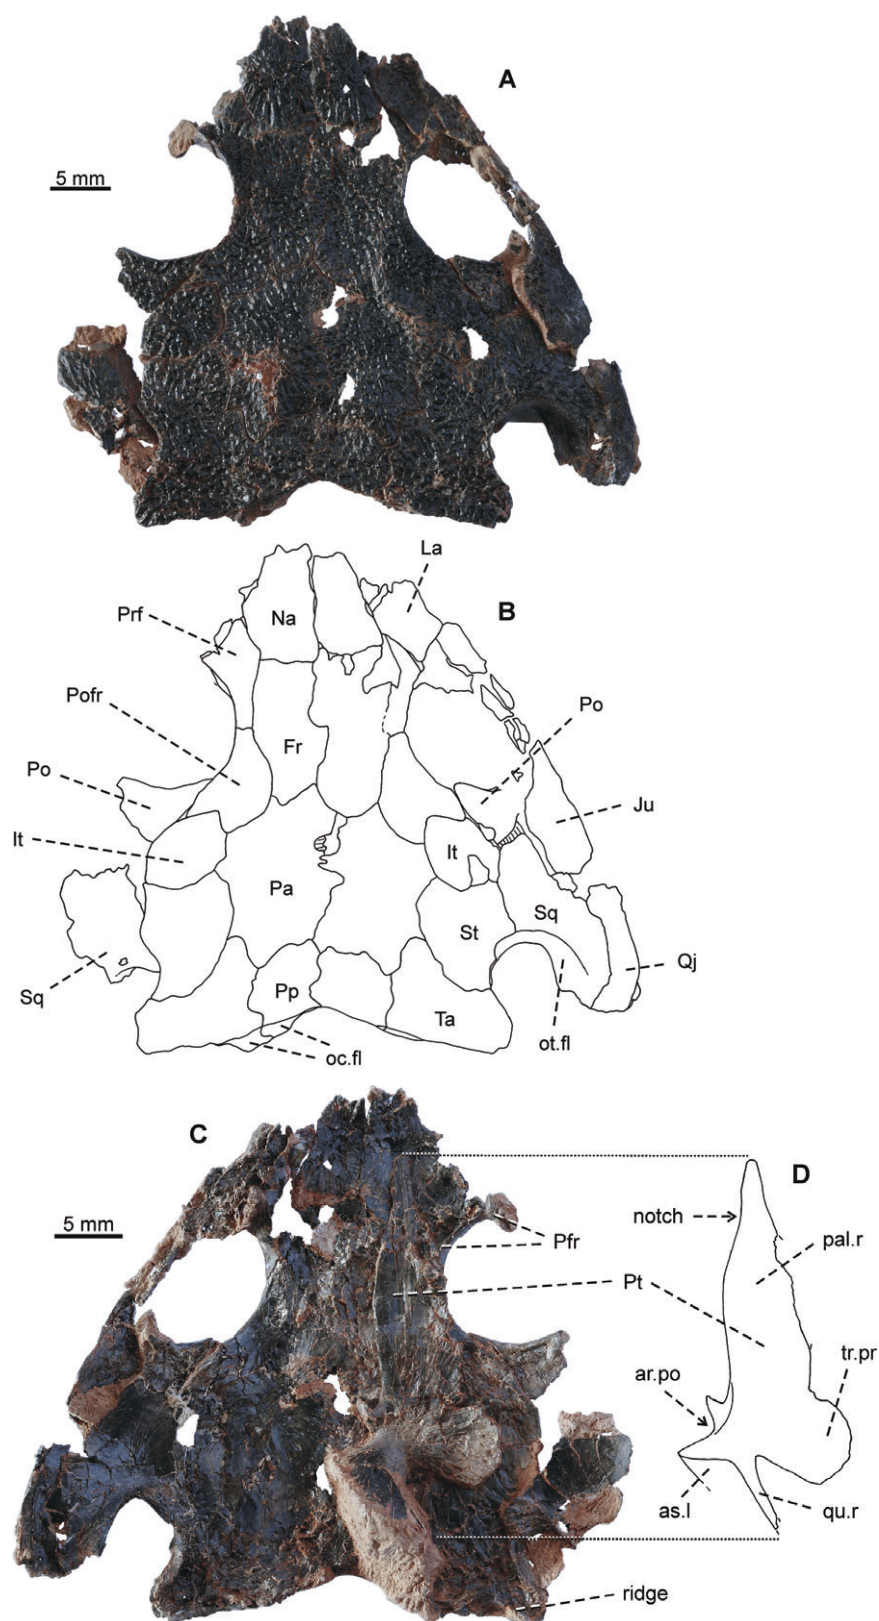 A
5 mm
La
B
Prf
Na
Pofr
Po
Fr
Po
It
It
Ju
Pa
St
Sq
Sq
Pp
Ta
Qj
oc.fl
ot.fl
C
D
5 mm
notch
Pfr
pal.r
Pt
tr.pr
ar.po
as.l
qu.r
ridge